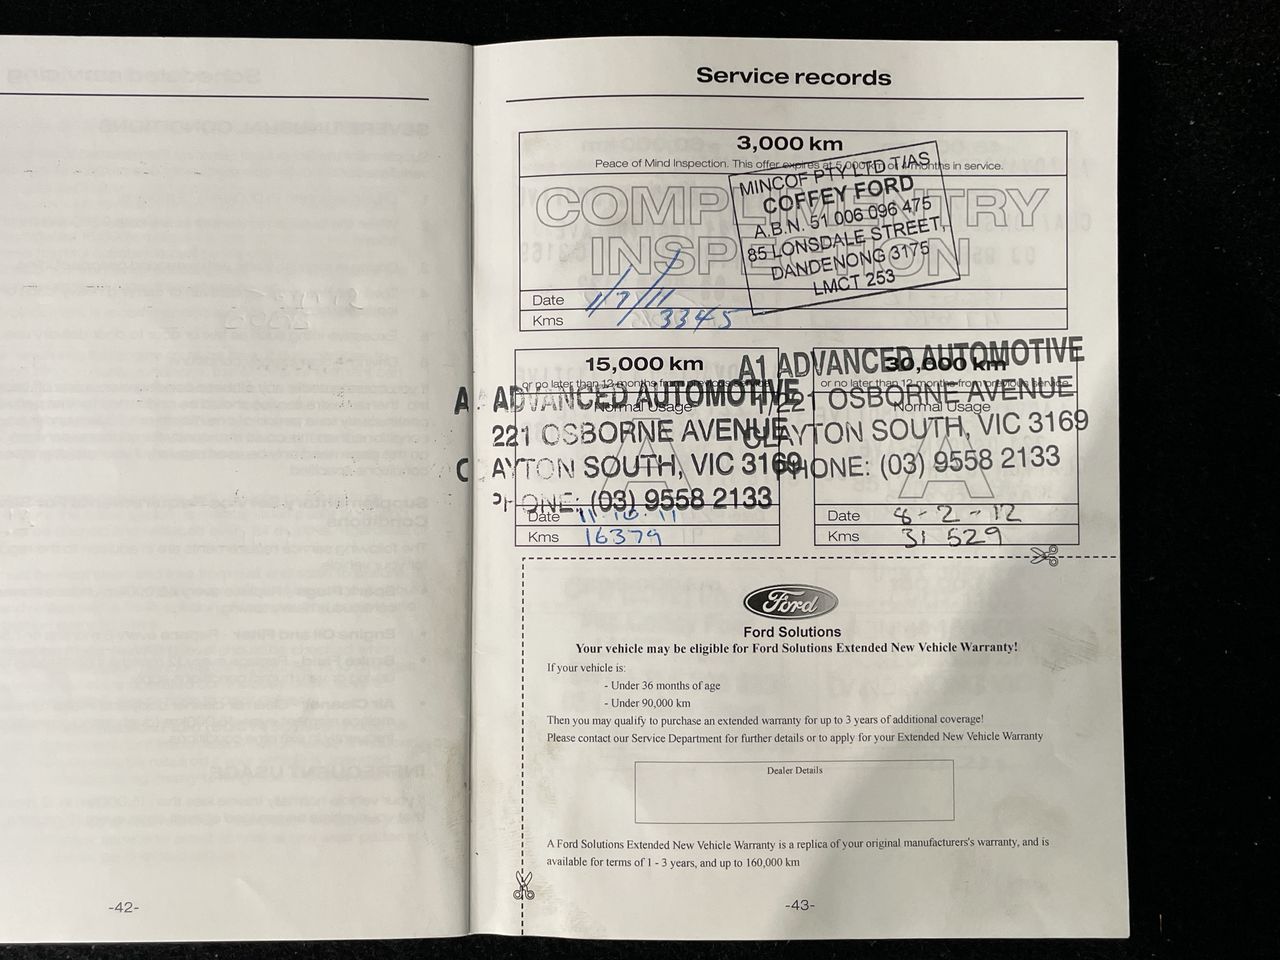 Service records
3,000 km
Peace of Mind Inspection. This offer expires at 5,000km or months in service.
COMPLIMENTRY
INSPECTION
MINCOF PTY LTD T/AS
COFFEY FORD
A.B.N. 51 006 096 475
85 LONSDALE STREET,
DANDENONG 3175
LMCT 253
Date 1/7/11
Kms 3345
15,000 km
or no later than 12 months from previous service
Normal Usage
A
A ADVANCED AUTOMOTIVE
221 OSBORNE AVENUE
CLAYTON SOUTH, VIC 3169
PHONE: (03) 9558 2133
Date 11-10-11
Kms 16379
30,000 km
or no later than 12 months from previous service
Normal Usage
A
A1 ADVANCED AUTOMOTIVE
1/221 OSBORNE AVENUE
CLAYTON SOUTH, VIC 3169
PHONE: (03) 9558 2133
Date 8-2-12
Kms 31 529
Ford
Ford Solutions
Your vehicle may be eligible for Ford Solutions Extended New Vehicle Warranty!
If your vehicle is:
- Under 36 months of age
- Under 90,000 km
Then you may qualify to purchase an extended warranty for up to 3 years of additional coverage!
Please contact our Service Department for further details or to apply for your Extended New Vehicle Warranty
Dealer Details
A Ford Solutions Extended New Vehicle Warranty is a replica of your original manufacturers's warranty, and is
available for terms of 1 - 3 years, and up to 160,000 km
-42-
-43-